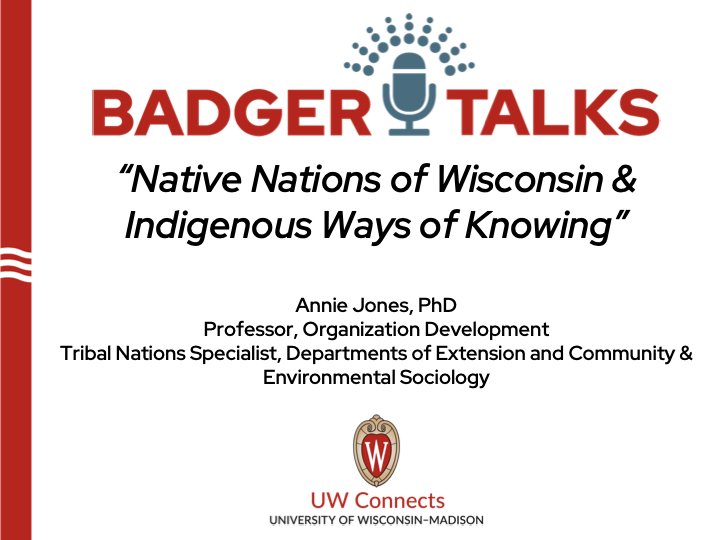 BADGER TALKS
“Native Nations of Wisconsin &
Indigenous Ways of Knowing”
Annie Jones, PhD
Professor, Organization Development
Tribal Nations Specialist, Departments of Extension and Community &
Environmental Sociology
W
UW Connects
UNIVERSITY OF WISCONSIN–MADISON